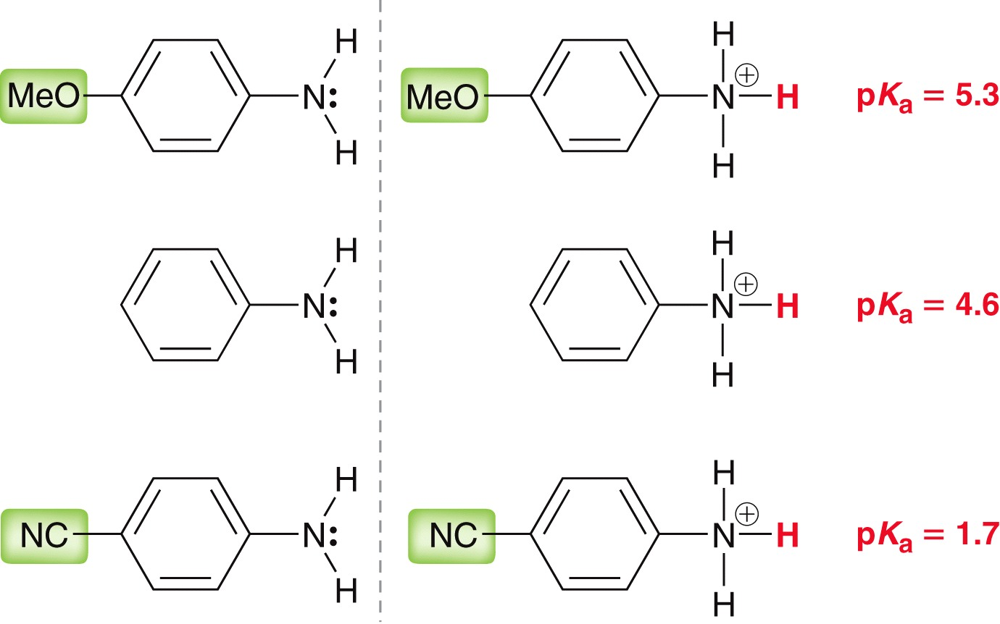 H H
MeO N: MeO N ⊕ H pKa = 5.3
H H
H H
N: N ⊕ H pKa = 4.6
H H
H H
NC N: NC N ⊕ H pKa = 1.7
H H